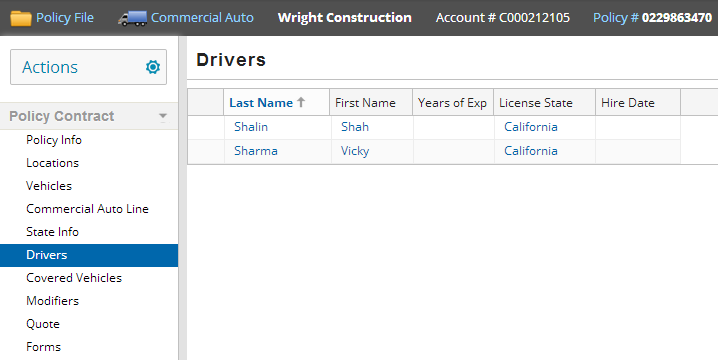 Policy File Commercial Auto Wright Construction Account # C000212105 Policy # 0229863470
Actions
Policy Contract
Policy Info
Locations
Vehicles
Commercial Auto Line
State Info
Drivers
Covered Vehicles
Modifiers
Quote
Forms
Drivers
Last Name First Name Years of Exp License State Hire Date
Shalin Shah California
Sharma Vicky California